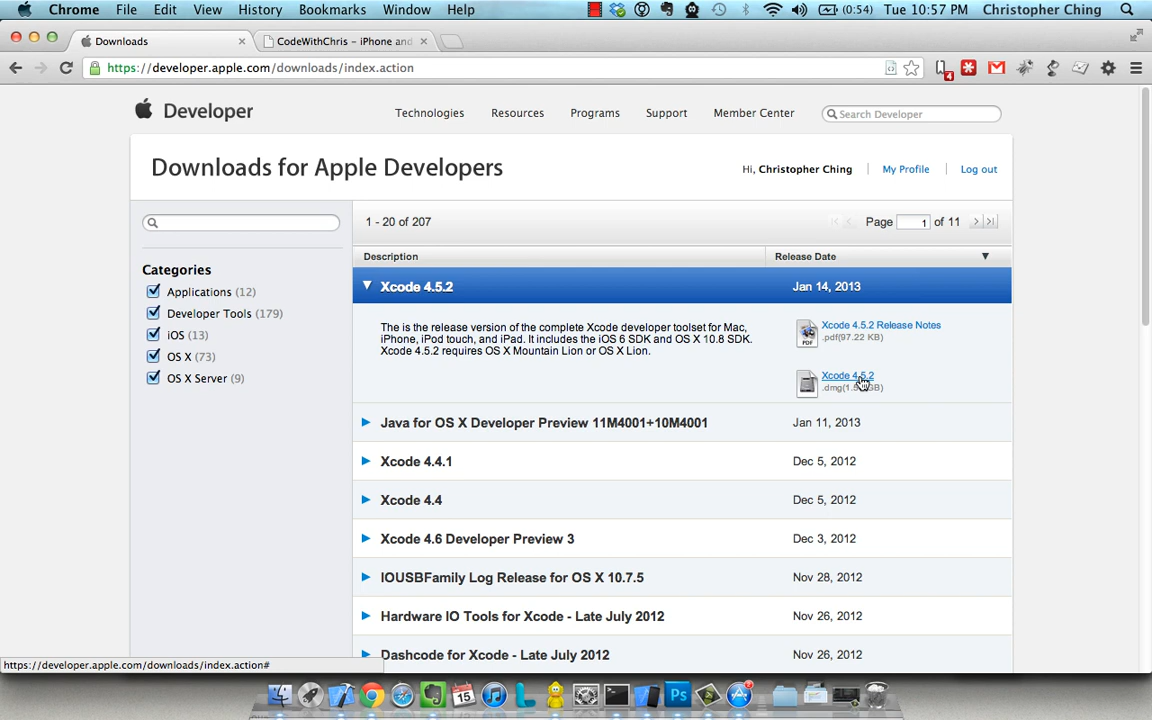 Chrome File Edit View History Bookmarks Window Help (0:54) Tue 10:57 PM Christopher Ching
Downloads
CodeWithChris - iPhone and
https://developer.apple.com/downloads/index.action
4
Developer
Technologies Resources Programs Support Member Center Search Developer
Downloads for Apple Developers
Hi, Christopher Ching My Profile Log out
1 - 20 of 207
Page 1 of 11
Categories
Applications (12)
Developer Tools (179)
iOS (13)
OS X (73)
OS X Server (9)
Description Release Date
Xcode 4.5.2 Jan 14, 2013
The is the release version of the complete Xcode developer toolset for Mac,
iPhone, iPod touch, and iPad. It includes the iOS 6 SDK and OS X 10.8 SDK.
Xcode 4.5.2 requires OS X Mountain Lion or OS X Lion.
PDF
Xcode 4.5.2 Release Notes
.pdf(97.22 KB)
Xcode 4.5.2
Java for OS X Developer Preview 11M4001+10M4001 Jan 11, 2013
Xcode 4.4.1 Dec 5, 2012
Xcode 4.4 Dec 5, 2012
Xcode 4.6 Developer Preview 3 Dec 3, 2012
IOUSBFamily Log Release for OS X 10.7.5 Nov 28, 2012
Hardware IO Tools for Xcode - Late July 2012 Nov 26, 2012
Dashcode for Xcode - Late July 2012 Nov 26, 2012
https://developer.apple.com/downloads/index.action#
15
Ps